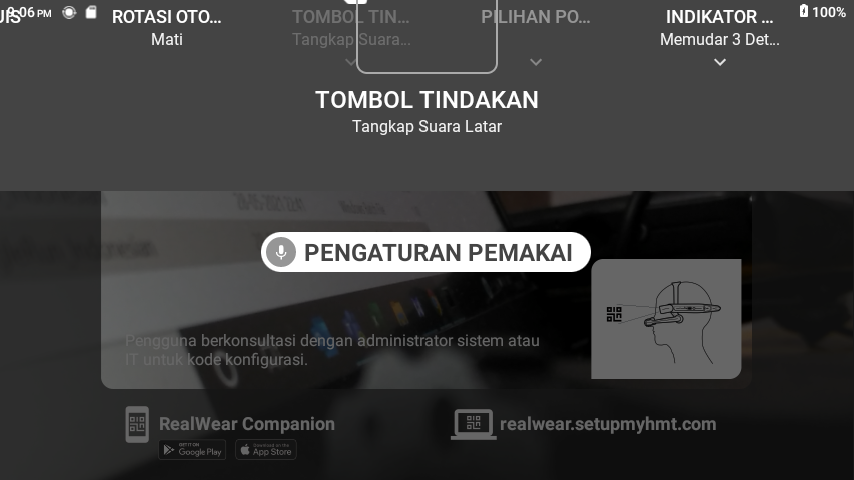 9:06 PM
100%
ROTASI OTO...
Mati
TOMBOL TIN...
Tangkap Suara...
PILIHAN PO...
INDIKATOR ...
Memudar 3 Det...
TOMBOL TINDAKAN
Tangkap Suara Latar
PENGATURAN PEMAKAI
Pengguna berkonsultasi dengan administrator sistem atau
IT untuk kode konfigurasi.
RealWear Companion
GET IT ON
Google Play
Download on the
App Store
realwear.setupmyhmt.com